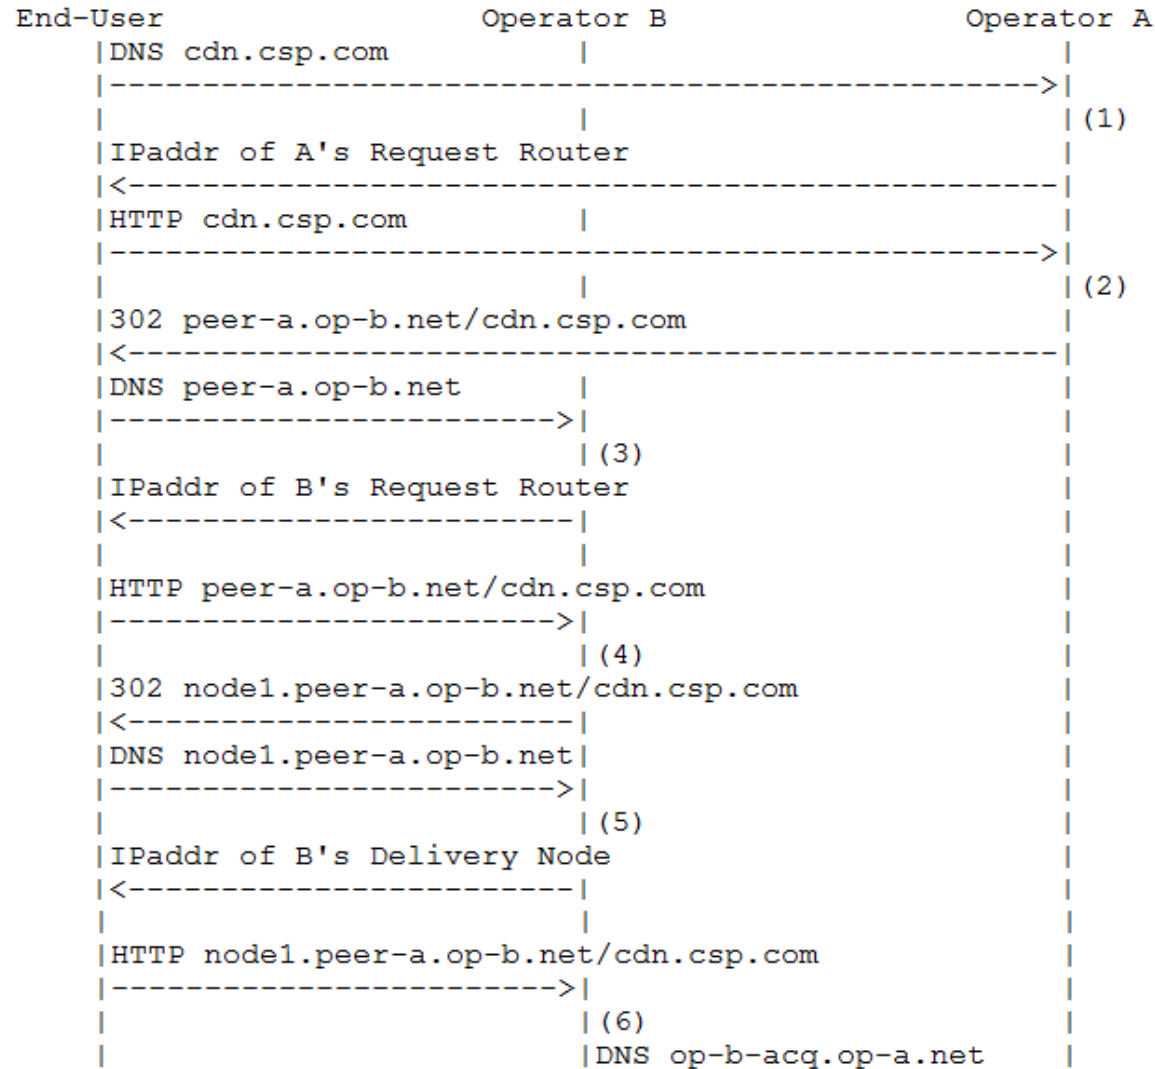 End-User                 Operator B                Operator A
    |DNS cdn.csp.com          |                         |
    |-------------------------------------------------->|
    |                         |                         |(1)
    |IPaddr of A's Request Router                       |
    |<--------------------------------------------------|
    |HTTP cdn.csp.com         |                         |
    |-------------------------------------------------->|
    |                         |                         |(2)
    |302 peer-a.op-b.net/cdn.csp.com                    |
    |<--------------------------------------------------|
    |DNS peer-a.op-b.net      |                         |
    |------------------------>|                         |
    |                         |(3)                      |
    |IPaddr of B's Request Router                       |
    |<------------------------|                         |
    |                         |                         |
    |HTTP peer-a.op-b.net/cdn.csp.com                   |
    |------------------------>|                         |
    |                         |(4)                      |
    |302 node1.peer-a.op-b.net/cdn.csp.com              |
    |<------------------------|                         |
    |DNS node1.peer-a.op-b.net|                         |
    |------------------------>|                         |
    |                         |(5)                      |
    |IPaddr of B's Delivery Node                        |
    |<------------------------|                         |
    |                         |                         |
    |HTTP node1.peer-a.op-b.net/cdn.csp.com             |
    |------------------------>|                         |
    |                         |(6)                      |
    |                         |DNS op-b-acq.op-a.net    |